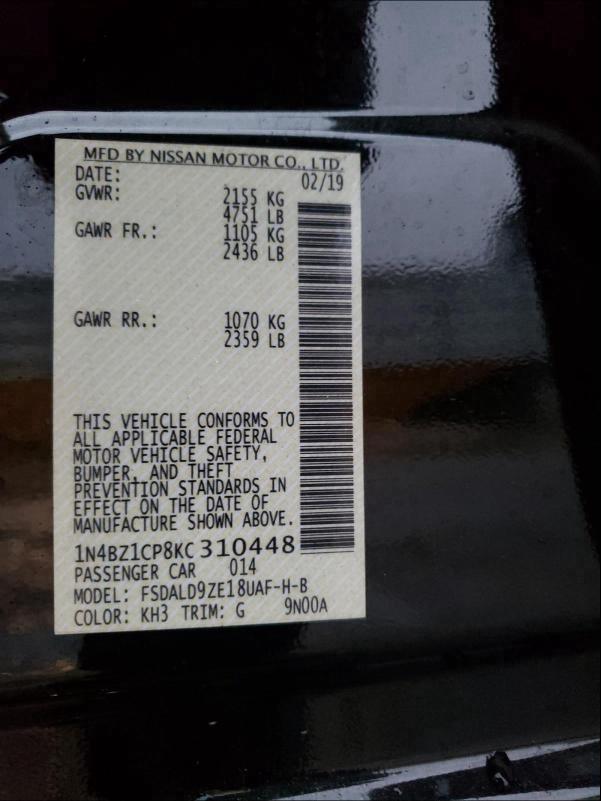 MFD BY NISSAN MOTOR CO., LTD.
DATE: 02/19
GVWR: 2155 KG
4751 LB
GAWR FR.: 1105 KG
2436 LB
GAWR RR.: 1070 KG
2359 LB
THIS VEHICLE CONFORMS TO
ALL APPLICABLE FEDERAL
MOTOR VEHICLE SAFETY,
BUMPER, AND THEFT
PREVENTION STANDARDS IN
EFFECT ON THE DATE OF
MANUFACTURE SHOWN ABOVE.
1N4BZ1CP8KC310448
PASSENGER CAR 014
MODEL: FSDALD9ZE18UAF-H-B
COLOR: KH3 TRIM: G 9N00A